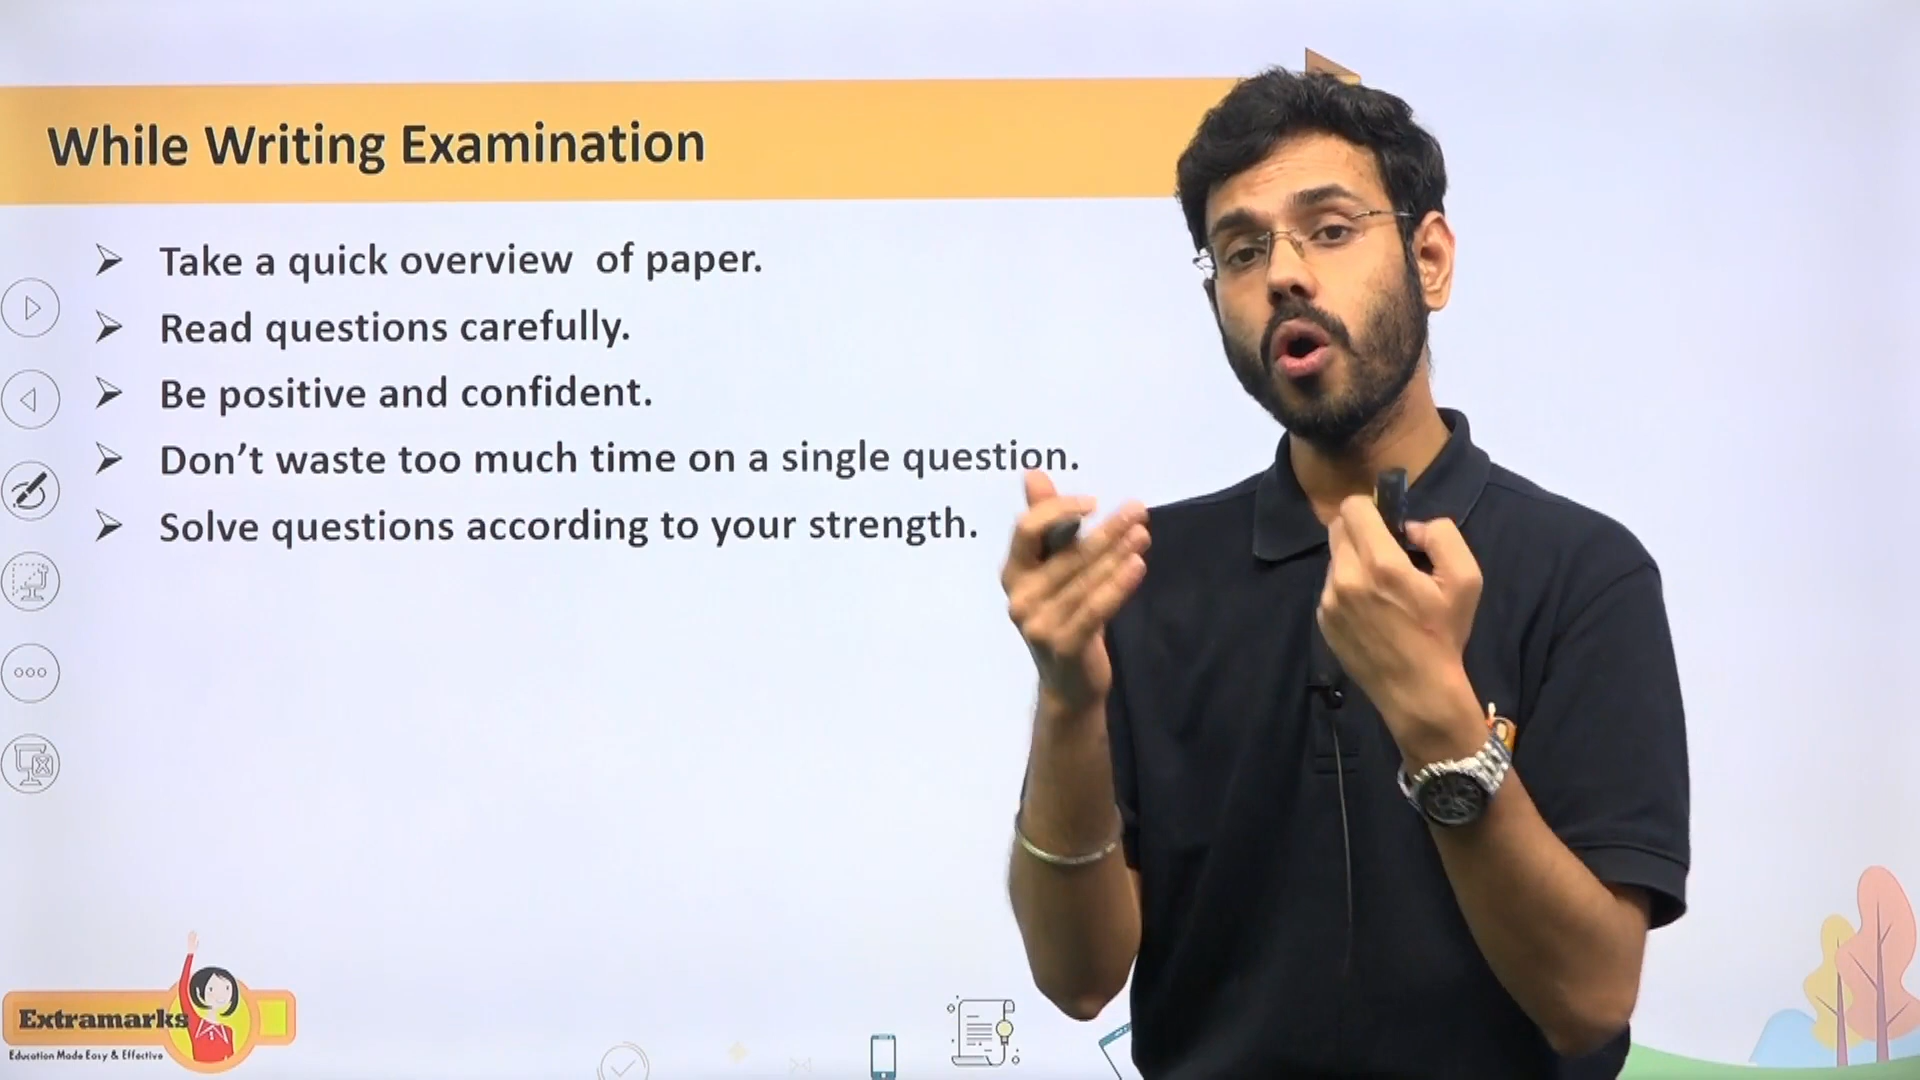 While Writing Examination
➢ Take a quick overview of paper.
➢ Read questions carefully.
➢ Be positive and confident.
➢ Don’t waste too much time on a single question.
➢ Solve questions according to your strength.
Extramarks
Education Made Easy & Effective